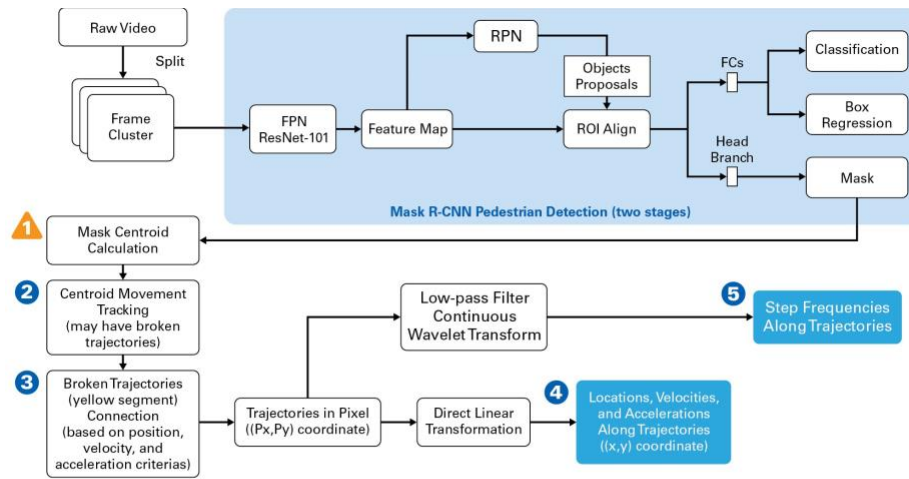 Raw Video
Split
Frame
Cluster
FPN
ResNet-101
Feature Map
RPN
Objects
Proposals
ROI Align
FCs
Head
Branch
Classification
Box
Regression
Mask
Mask R-CNN Pedestrian Detection (two stages)
1
Mask Centroid
Calculation
2
Centroid Movement
Tracking
(may have broken
trajectories)
3
Broken Trajectories
(yellow segment)
Connection
(based on position,
velocity, and
acceleration criterias)
Trajectories in Pixel
((Px,Py) coordinate)
Low-pass Filter
Continuous
Wavelet Transform
5
Step Frequencies
Along Trajectories
Direct Linear
Transformation
4
Locations, Velocities,
and Accelerations
Along Trajectories
((x,y) coordinate)